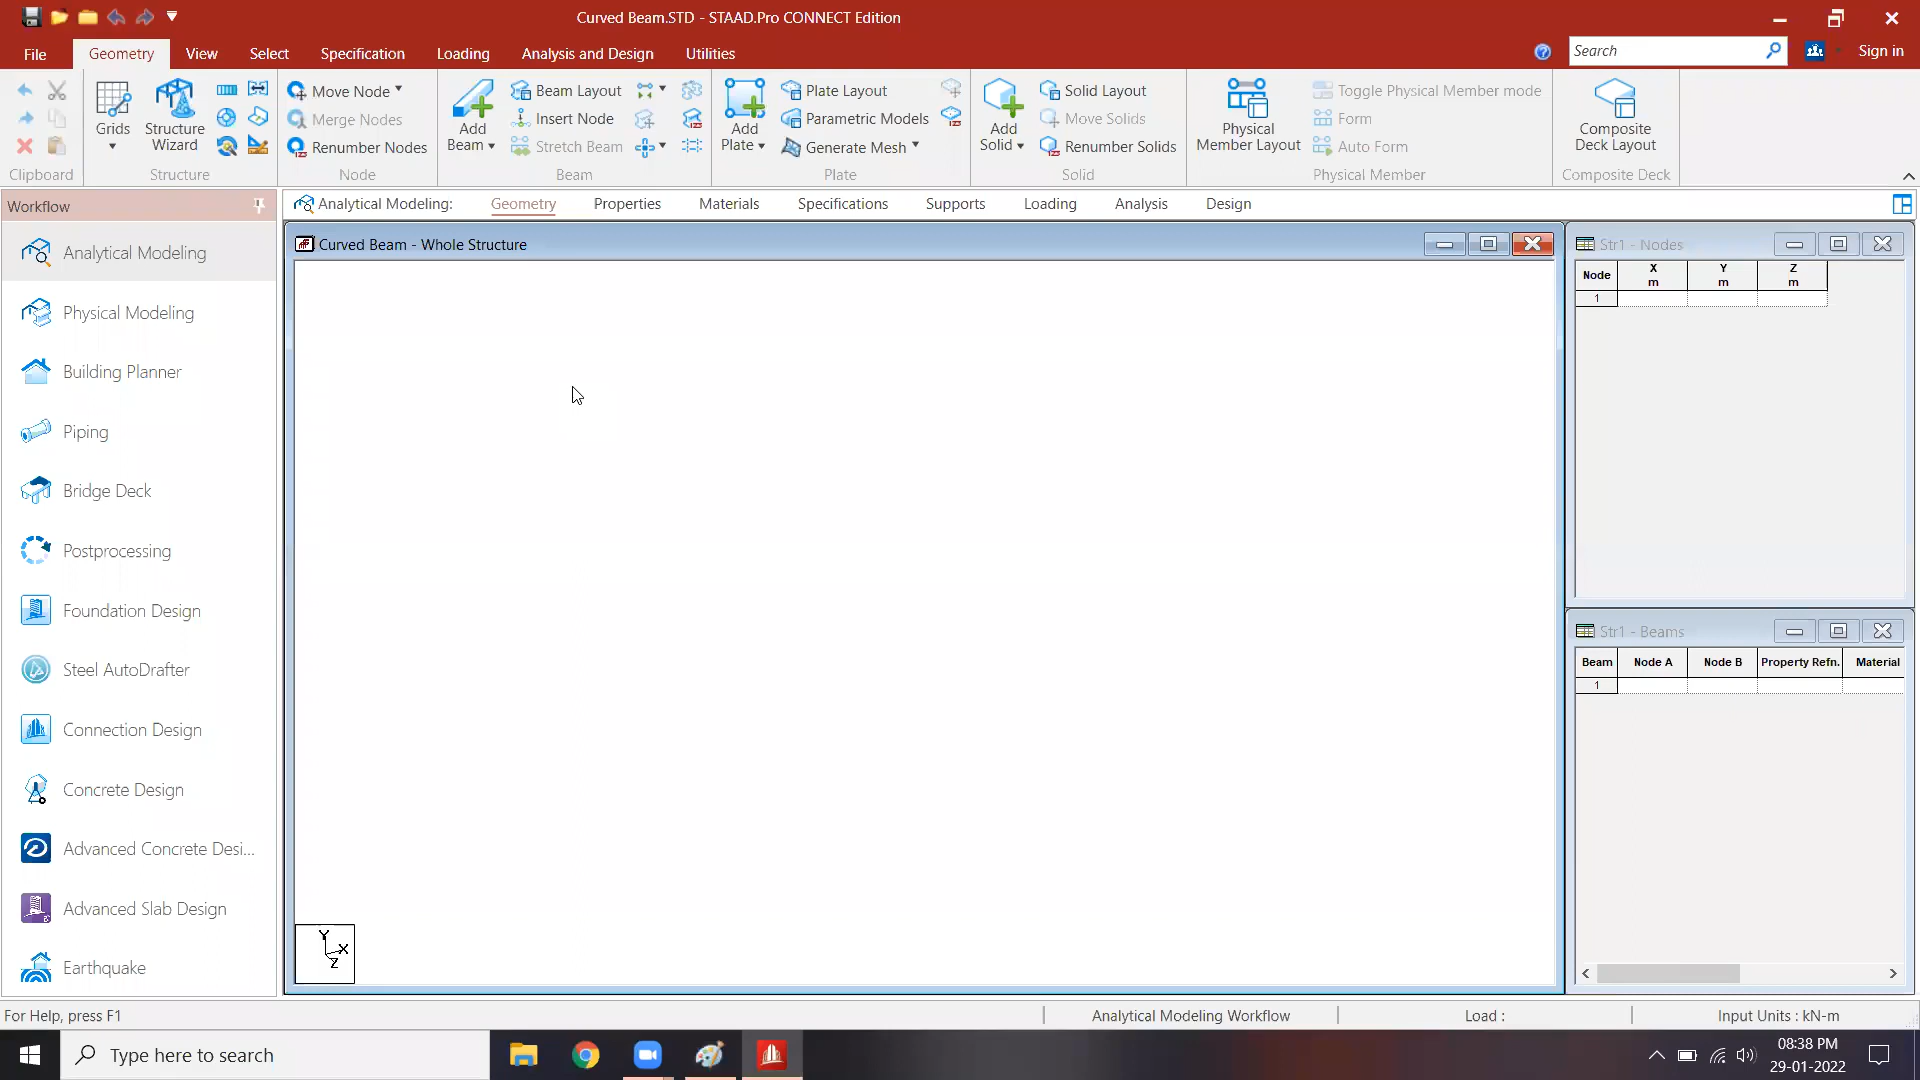 Curved Beam.STD - STAAD.Pro CONNECT Edition
File Geometry View Select Specification Loading Analysis and Design Utilities Search Sign in
Grids
Structure Wizard
Move Node
Merge Nodes
Renumber Nodes
Add Beam
Beam Layout
Insert Node
Stretch Beam
Add Plate
Plate Layout
Parametric Models
Generate Mesh
Add Solid
Solid Layout
Move Solids
Renumber Solids
Physical Member Layout
Toggle Physical Member mode
Form
Auto Form
Composite Deck Layout
Clipboard Structure Node Beam Plate Solid Physical Member Composite Deck
Workflow
Analytical Modeling: Geometry Properties Materials Specifications Supports Loading Analysis Design
Analytical Modeling
Physical Modeling
Building Planner
Piping
Bridge Deck
Postprocessing
Foundation Design
Steel AutoDrafter
Connection Design
Concrete Design
Advanced Concrete Desi...
Advanced Slab Design
Earthquake
Curved Beam - Whole Structure
Y
X
Z
Str1 - Nodes
Node X m Y m Z m
1
Str1 - Beams
Beam Node A Node B Property Refn. Material
1
For Help, press F1 Analytical Modeling Workflow Load : Input Units : kN-m
Type here to search
08:38 PM
29-01-2022